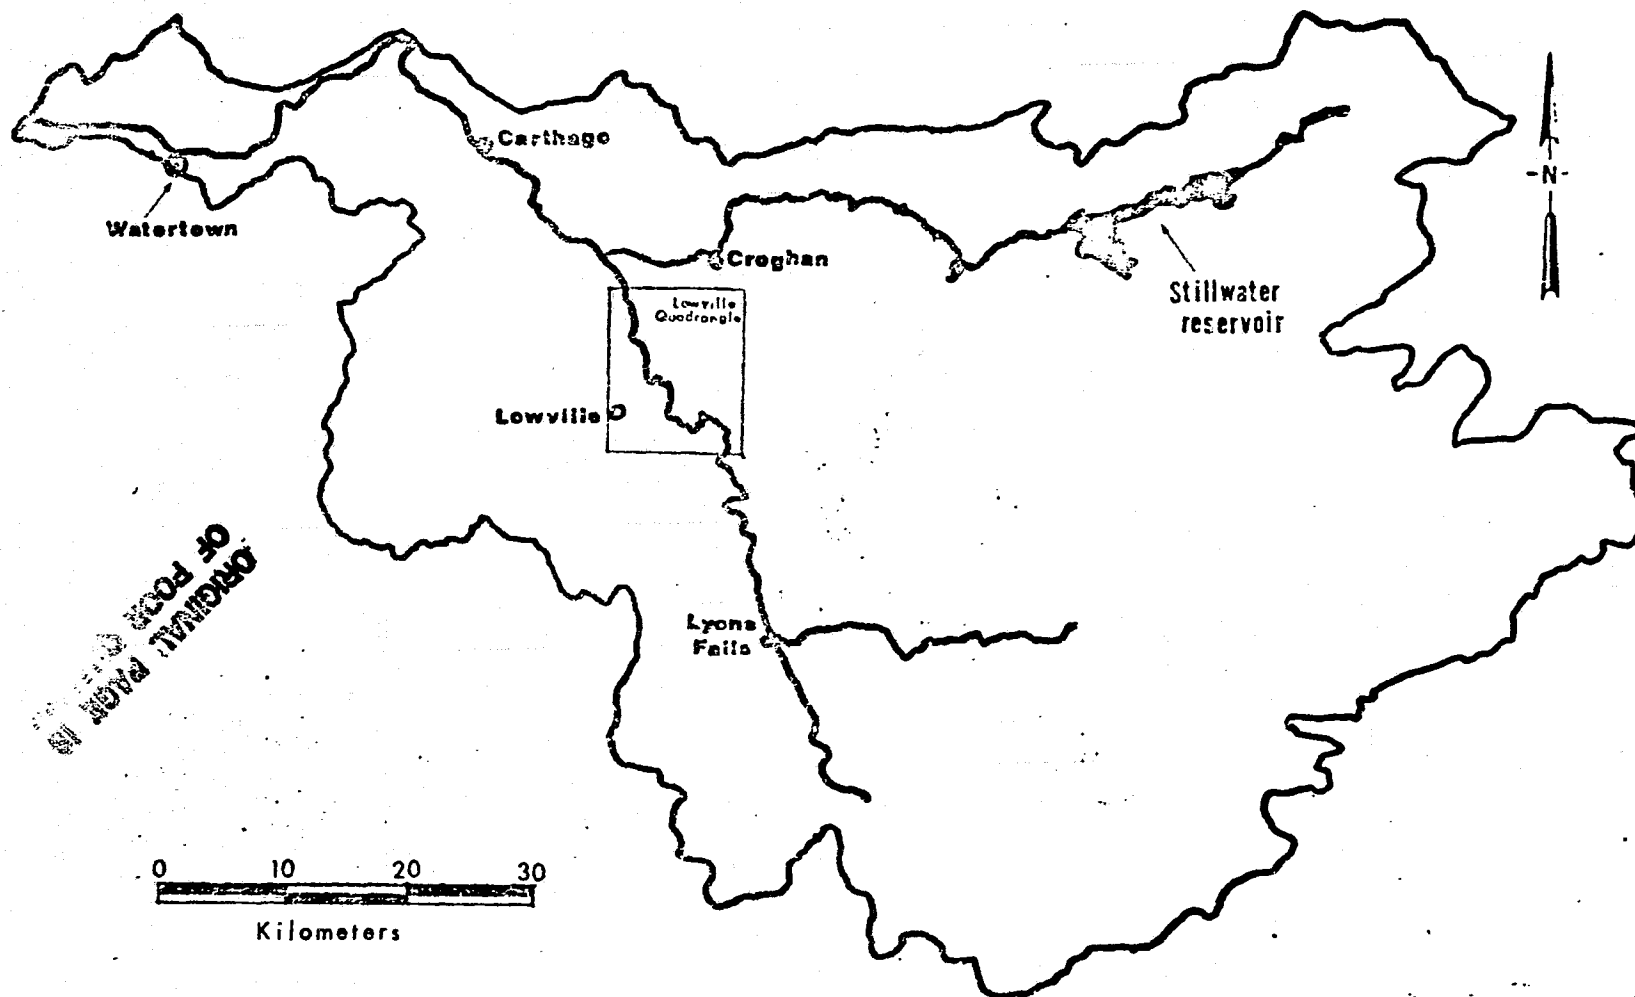 Carthage
Watertown
-N-
Croghan
Stillwater
reservoir
Lowville
Quadrangle
Lowville
ORIGINAL PAGE IS
OF POOR
Lyons
Falls
0 10 20 30
Kilometers